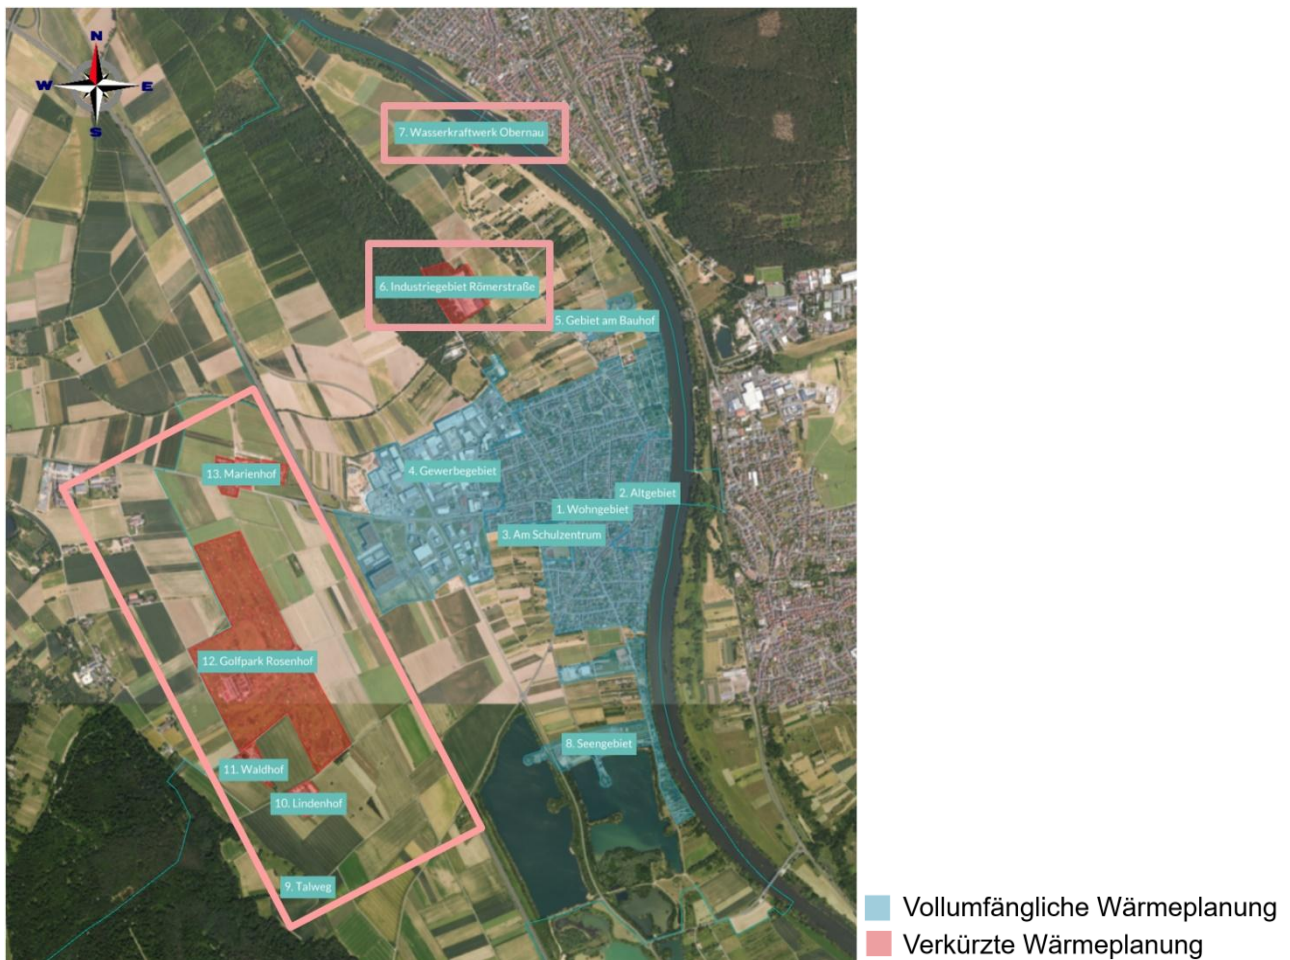 N
W
E
S
7. Wasserkraftwerk Obernau
6. Industriegebiet Römerstraße
5. Gebiet am Bauhof
13. Marienhof
4. Gewerbegebiet
2. Altgebiet
1. Wohngebiet
3. Am Schulzentrum
12. Golfpark Rosenhof
8. Seengebiet
11. Waldhof
10. Lindenhof
9. Talweg
Vollumfängliche Wärmeplanung
Verkürzte Wärmeplanung